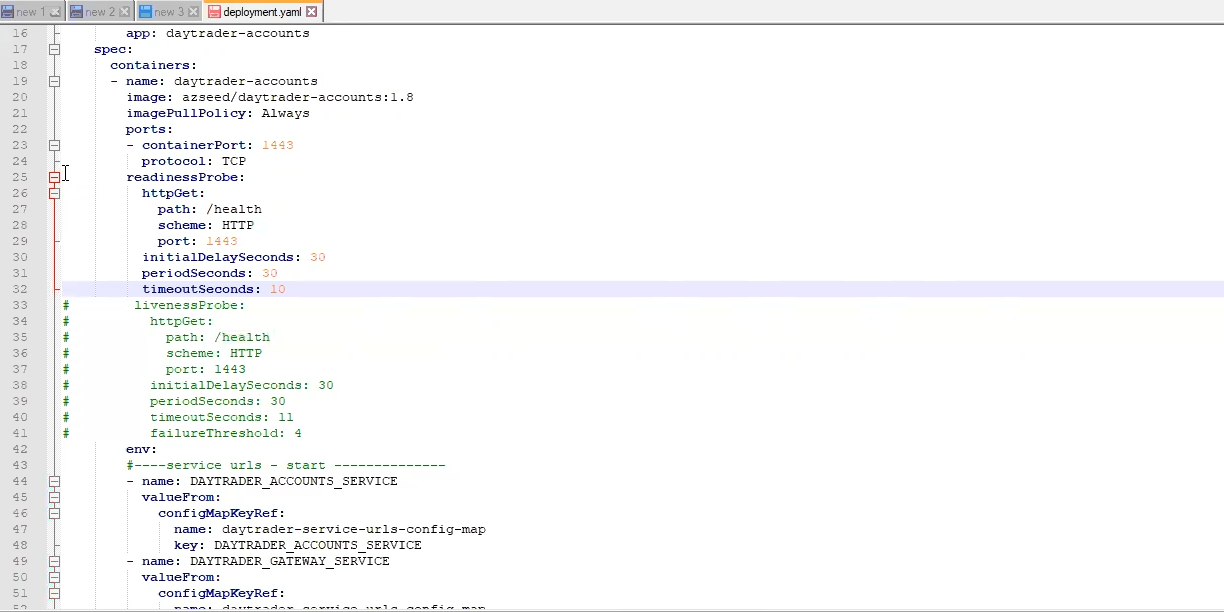 new 1 new 2 new 3 deployment.yaml
16 app: daytrader-accounts
17 spec:
18 containers:
19 - name: daytrader-accounts
20 image: azseed/daytrader-accounts:1.8
21 imagePullPolicy: Always
22 ports:
23 - containerPort: 1443
24 protocol: TCP
25 readinessProbe:
26 httpGet:
27 path: /health
28 scheme: HTTP
29 port: 1443
30 initialDelaySeconds: 30
31 periodSeconds: 30
32 timeoutSeconds: 10
33 # livenessProbe:
34 # httpGet:
35 # path: /health
36 # scheme: HTTP
37 # port: 1443
38 # initialDelaySeconds: 30
39 # periodSeconds: 30
40 # timeoutSeconds: 11
41 # failureThreshold: 4
42 env:
43 #----service urls - start --------------
44 - name: DAYTRADER_ACCOUNTS_SERVICE
45 valueFrom:
46 configMapKeyRef:
47 name: daytrader-service-urls-config-map
48 key: DAYTRADER_ACCOUNTS_SERVICE
49 - name: DAYTRADER_GATEWAY_SERVICE
50 valueFrom:
51 configMapKeyRef:
52 name: daytrader-service-urls-config-map